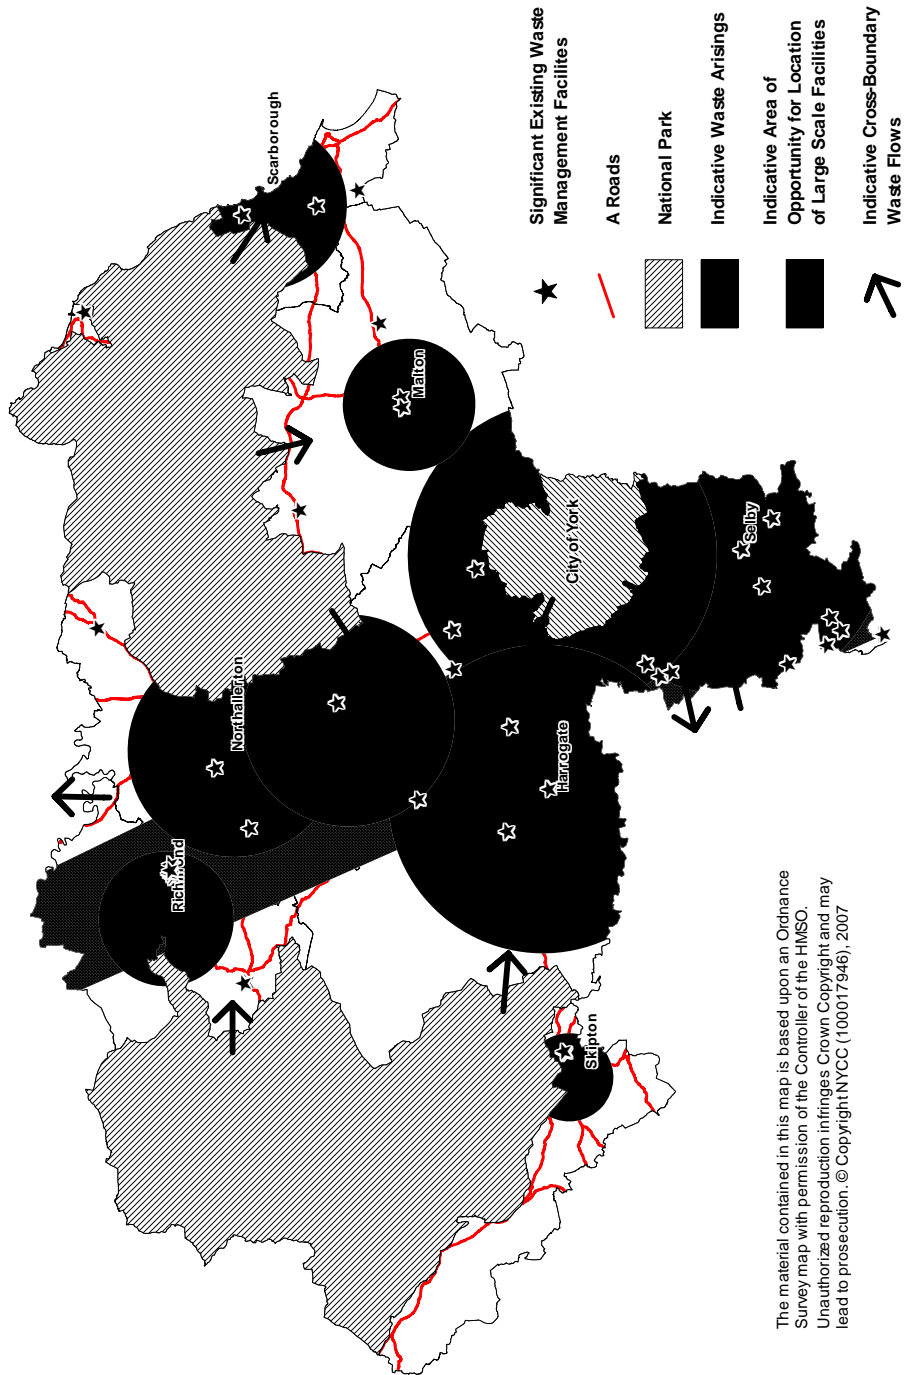 Scarborough
Malton
City of York
Selby
Northallerton
Harrogate
Richmond
Skipton
Significant Existing Waste
Management Facilites
A Roads
National Park
Indicative Waste Arisings
Indicative Area of
Opportunity for Location
of Large Scale Facilities
Indicative Cross-Boundary
Waste Flows
The material contained in this map is based upon an Ordnance
Survey map with permission of the Controller of the HMSO.
Unauthorized reproduction infringes Crown Copyright and may
lead to prosecution. © Copyright NYCC (100017946), 2007